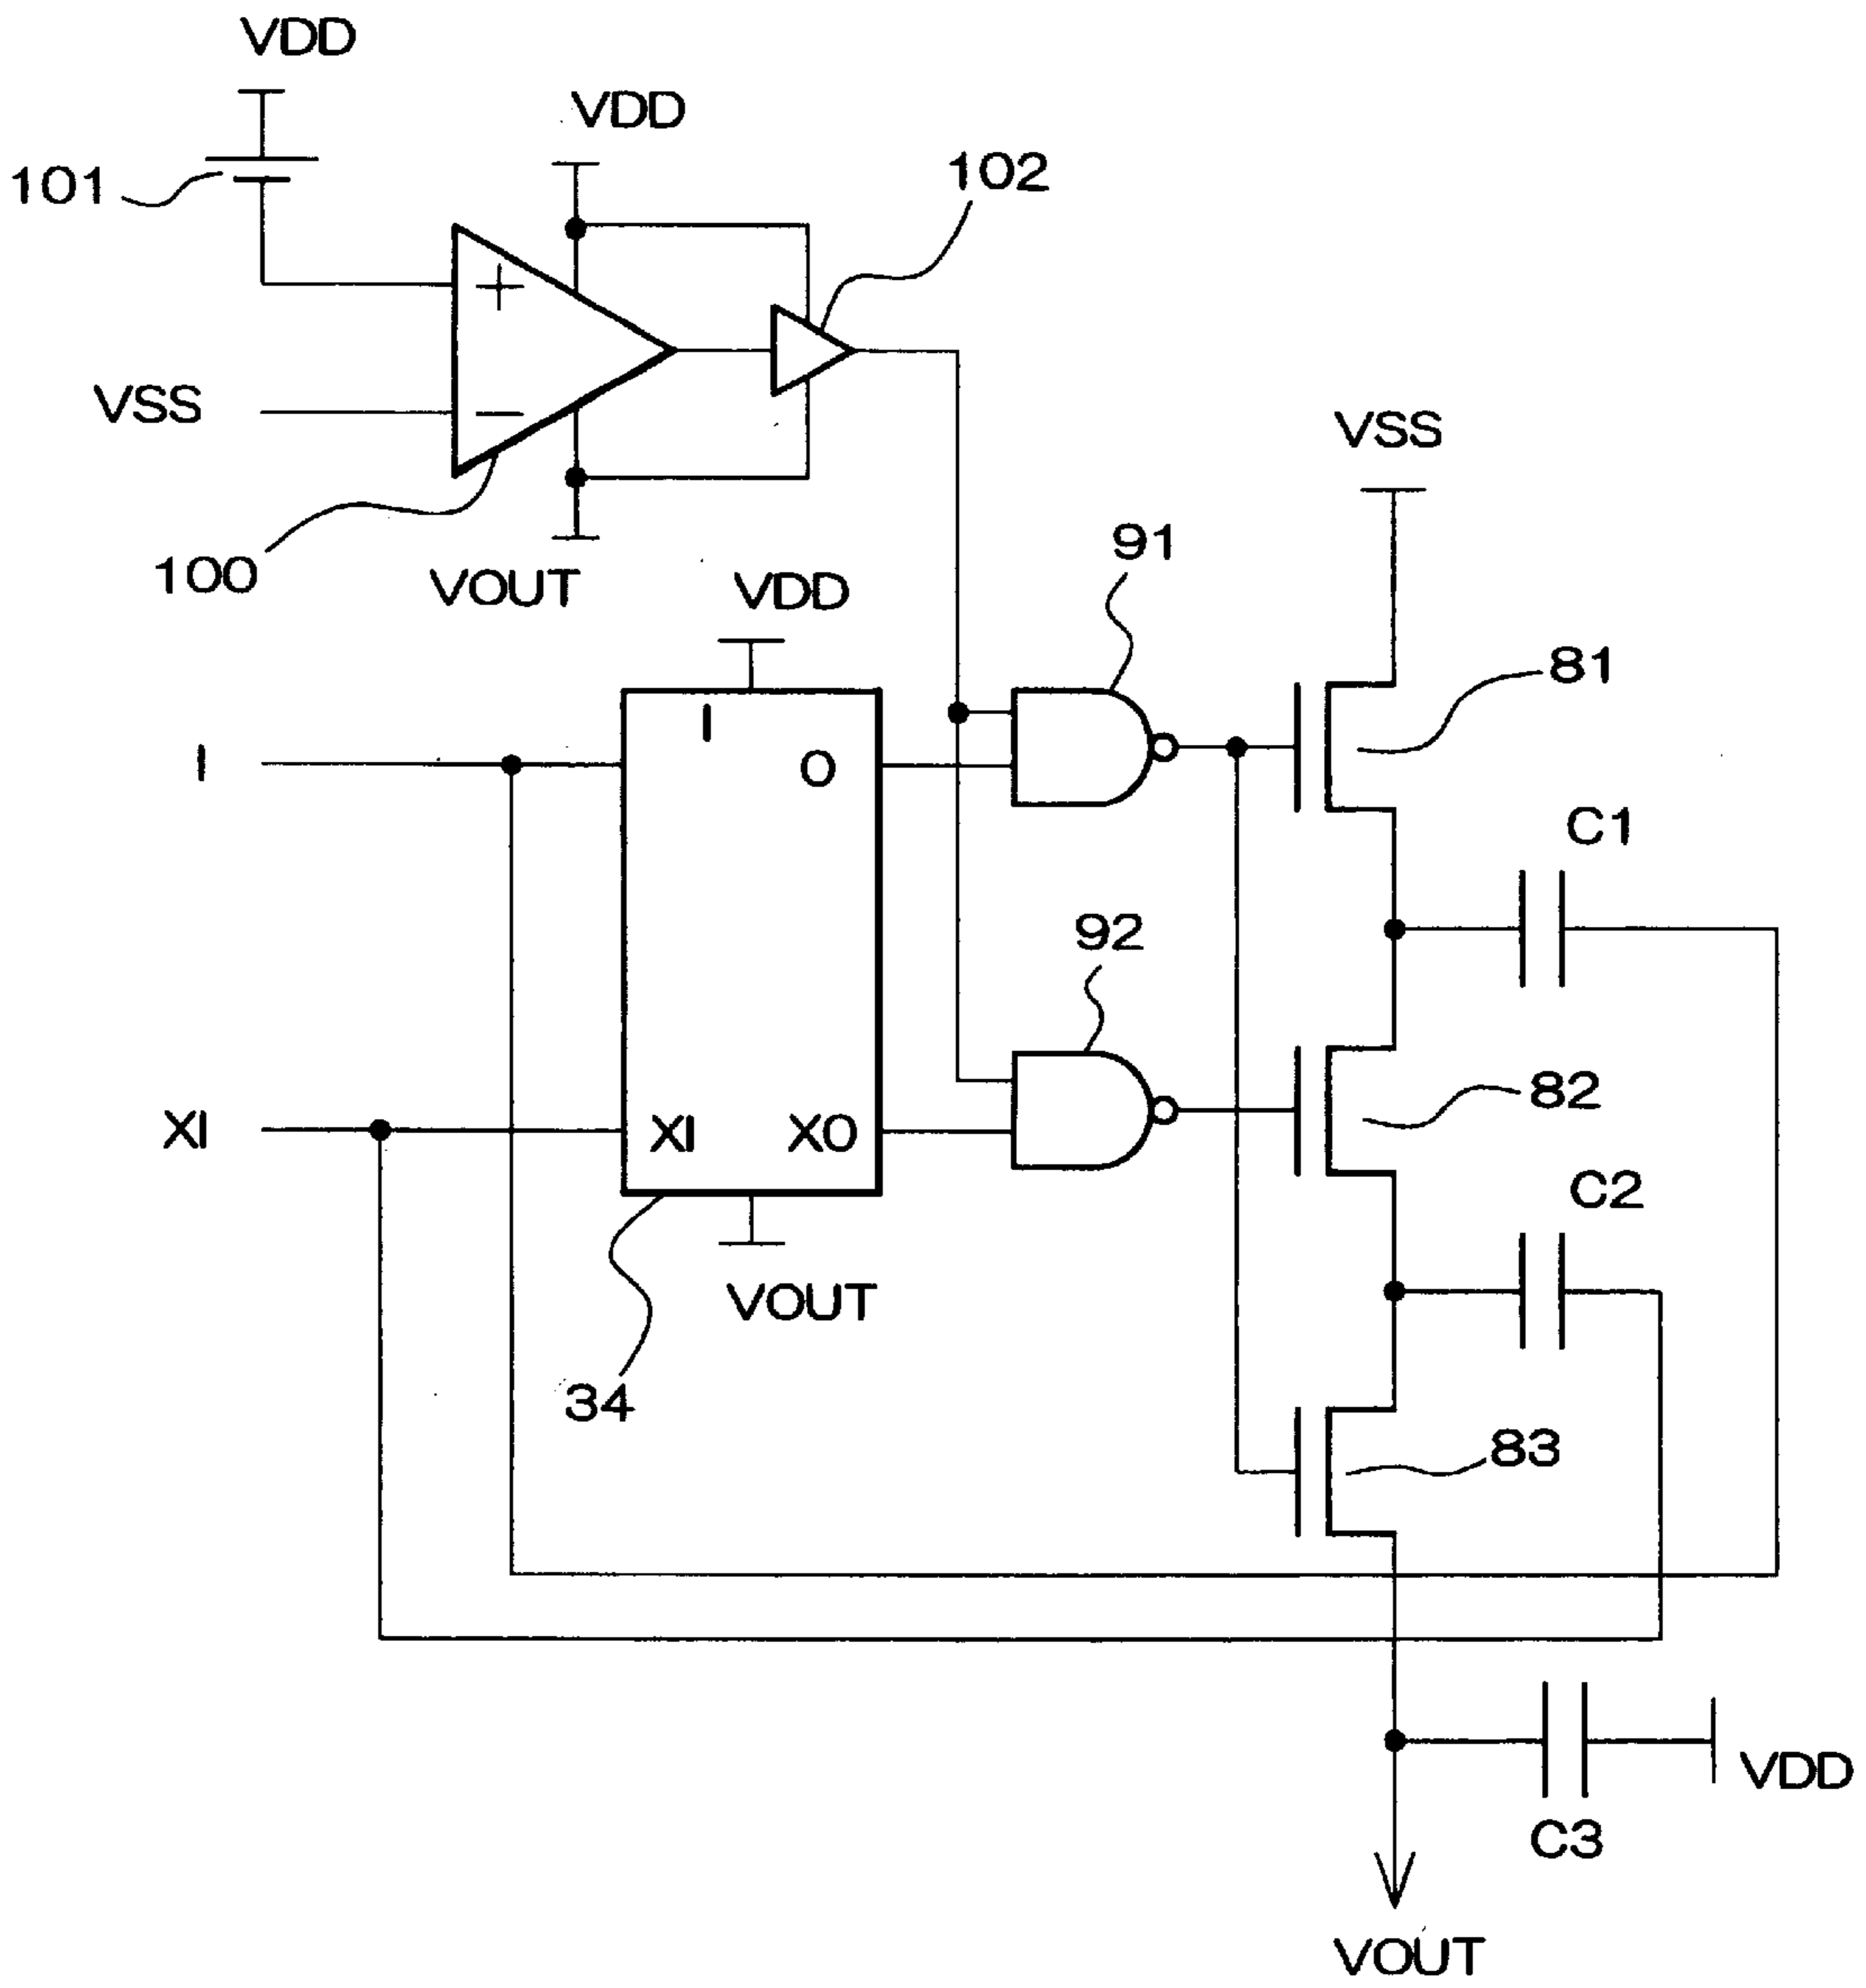 VDD
VDD
101
102
+
VSS
−
VSS
100
VOUT
VDD
91
81
I
I
O
C1
92
XI
XI
XO
82
C2
VOUT
34
83
VDD
C3
VOUT